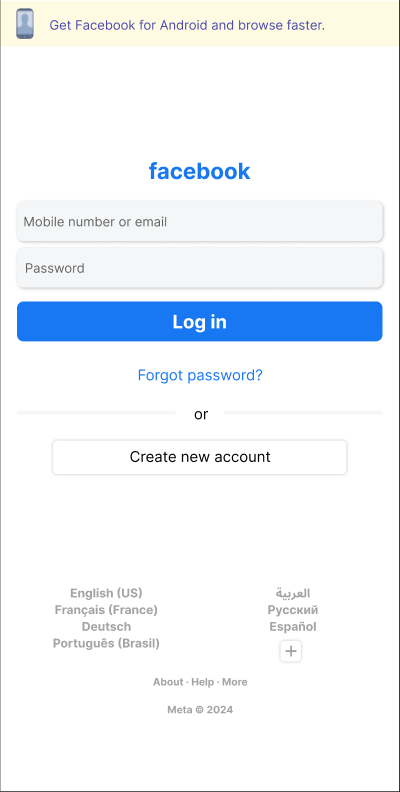 Get Facebook for Android and browse faster.
facebook
Mobile number or email
Password
Log in
Forgot password?
or
Create new account
English (US)
Français (France)
Deutsch
Português (Brasil)
العربية
Русский
Español
+
About · Help · More
Meta © 2024